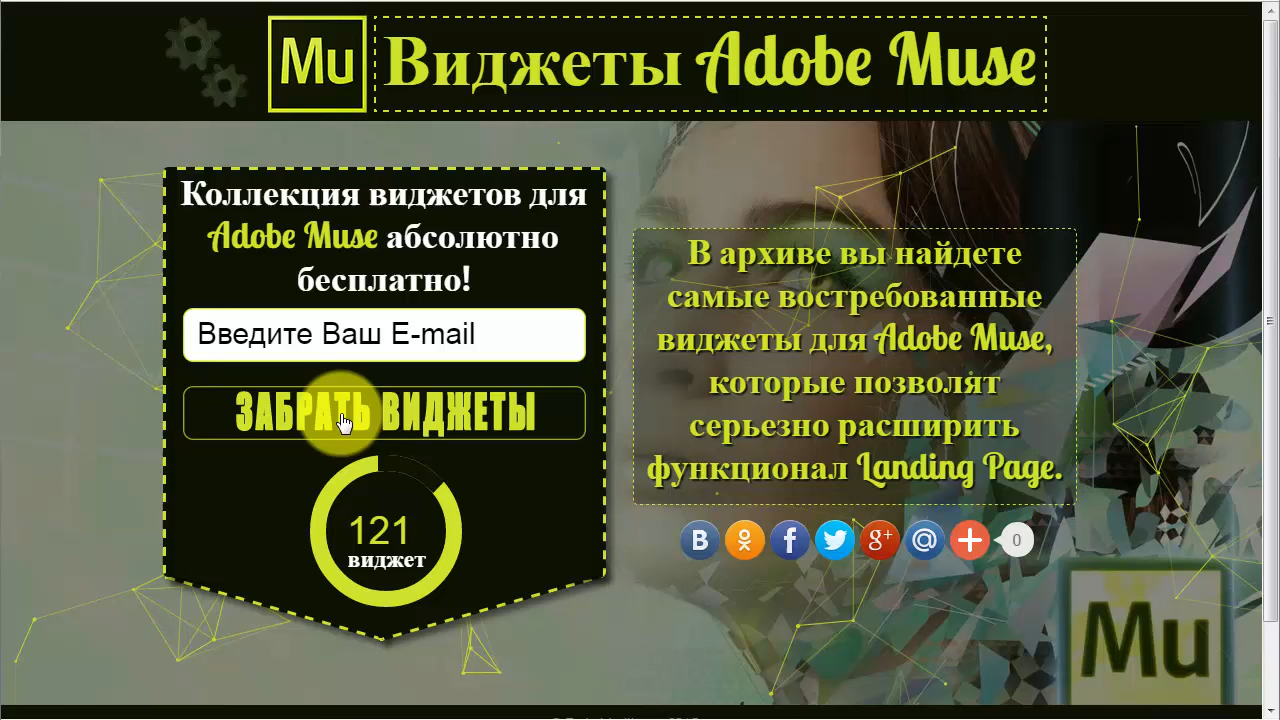 Mu
Виджеты Adobe Muse
Коллекция виджетов для
Adobe Muse абсолютно
бесплатно!
Введите Ваш E-mail
ЗАБРАТЬ ВИДЖЕТЫ
121
виджет
В архиве вы найдете
самые востребованные
виджеты для Adobe Muse,
которые позволят
серьезно расширить
функционал Landing Page.
0
Mu